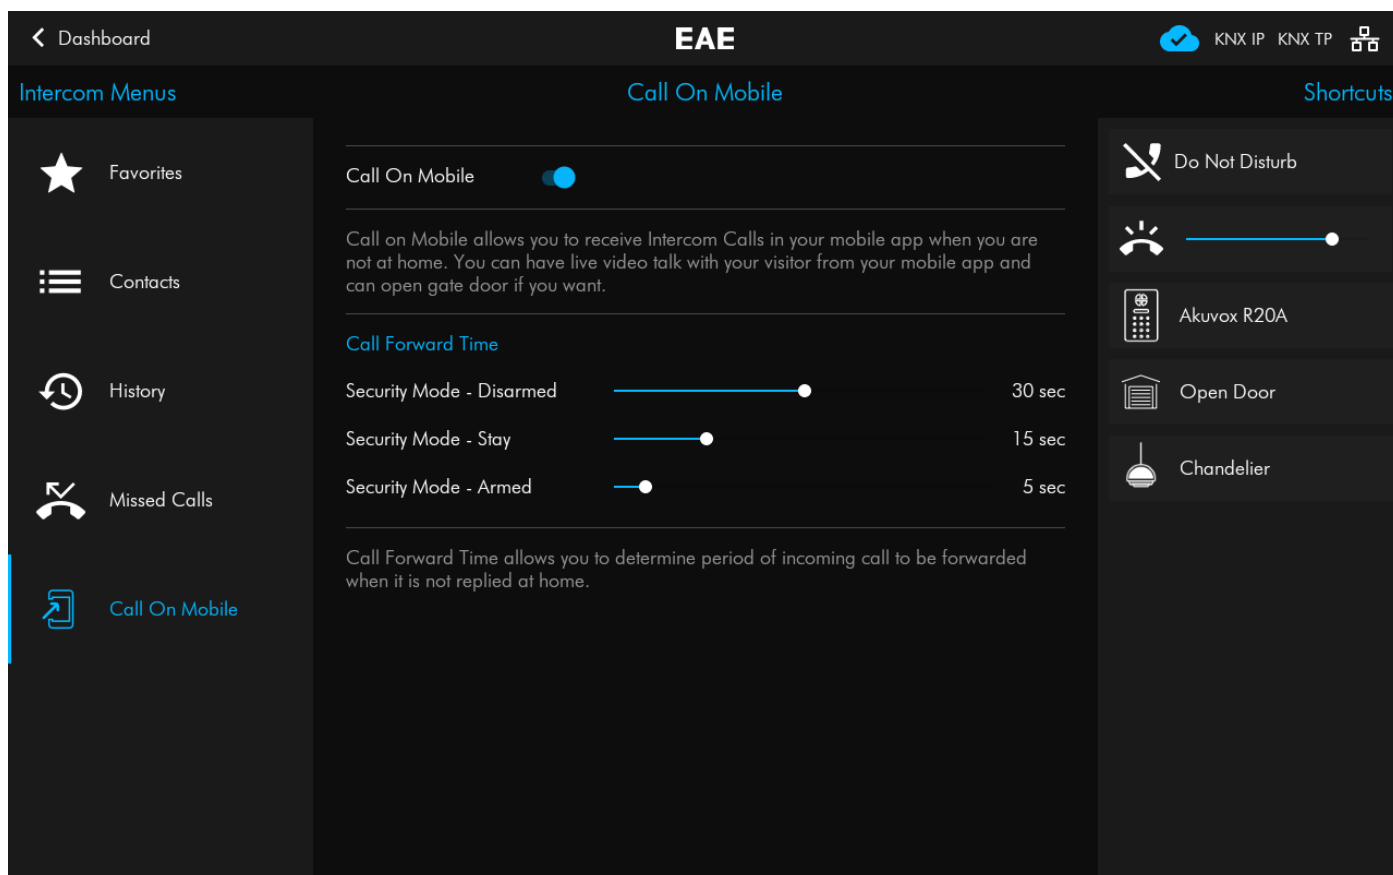 Dashboard
EAE
KNX IP KNX TP
Intercom Menus
Call On Mobile
Shortcuts
Favorites
Contacts
History
Missed Calls
Call On Mobile
Call On Mobile
Call on Mobile allows you to receive Intercom Calls in your mobile app when you are
not at home. You can have live video talk with your visitor from your mobile app and
can open gate door if you want.
Call Forward Time
Security Mode - Disarmed 30 sec
Security Mode - Stay 15 sec
Security Mode - Armed 5 sec
Call Forward Time allows you to determine period of incoming call to be forwarded
when it is not replied at home.
Do Not Disturb
Akuvox R20A
Open Door
Chandelier